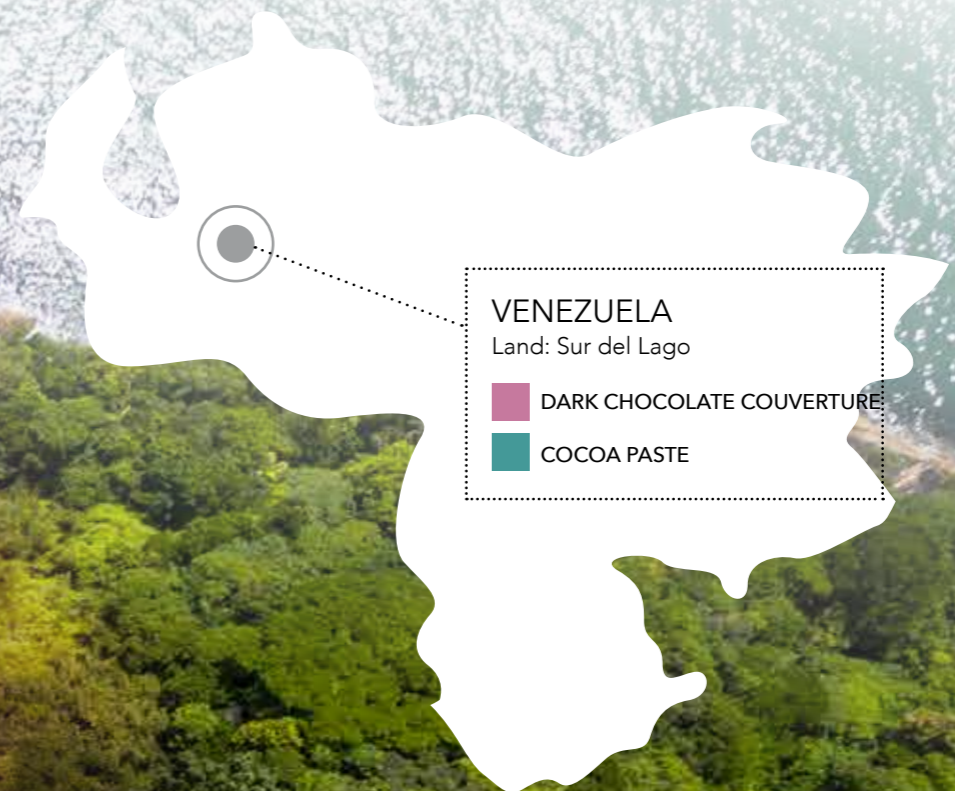 VENEZUELA
Land: Sur del Lago
DARK CHOCOLATE COUVERTURE
COCOA PASTE